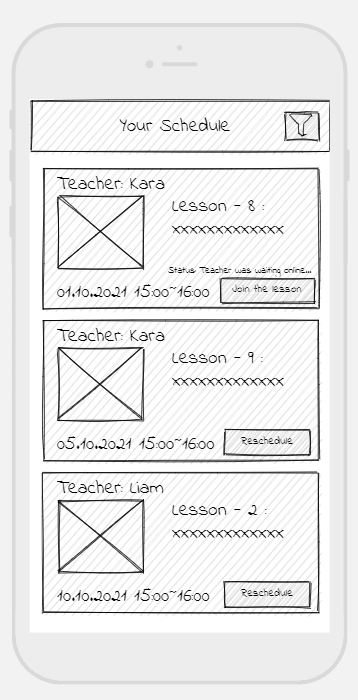 Your Schedule
Teacher: Kara
Lesson - 8 :
xxxxxxxxxxxxx
Status: Teacher was waiting online...
01.10.2021 15:00~16:00
Join the lesson
Teacher: Kara
Lesson - 9 :
xxxxxxxxxxxxx
05.10.2021 15:00~16:00
Reschedule
Teacher: Liam
Lesson - 2 :
xxxxxxxxxxxxx
10.10.2021 15:00~16:00
Reschedule